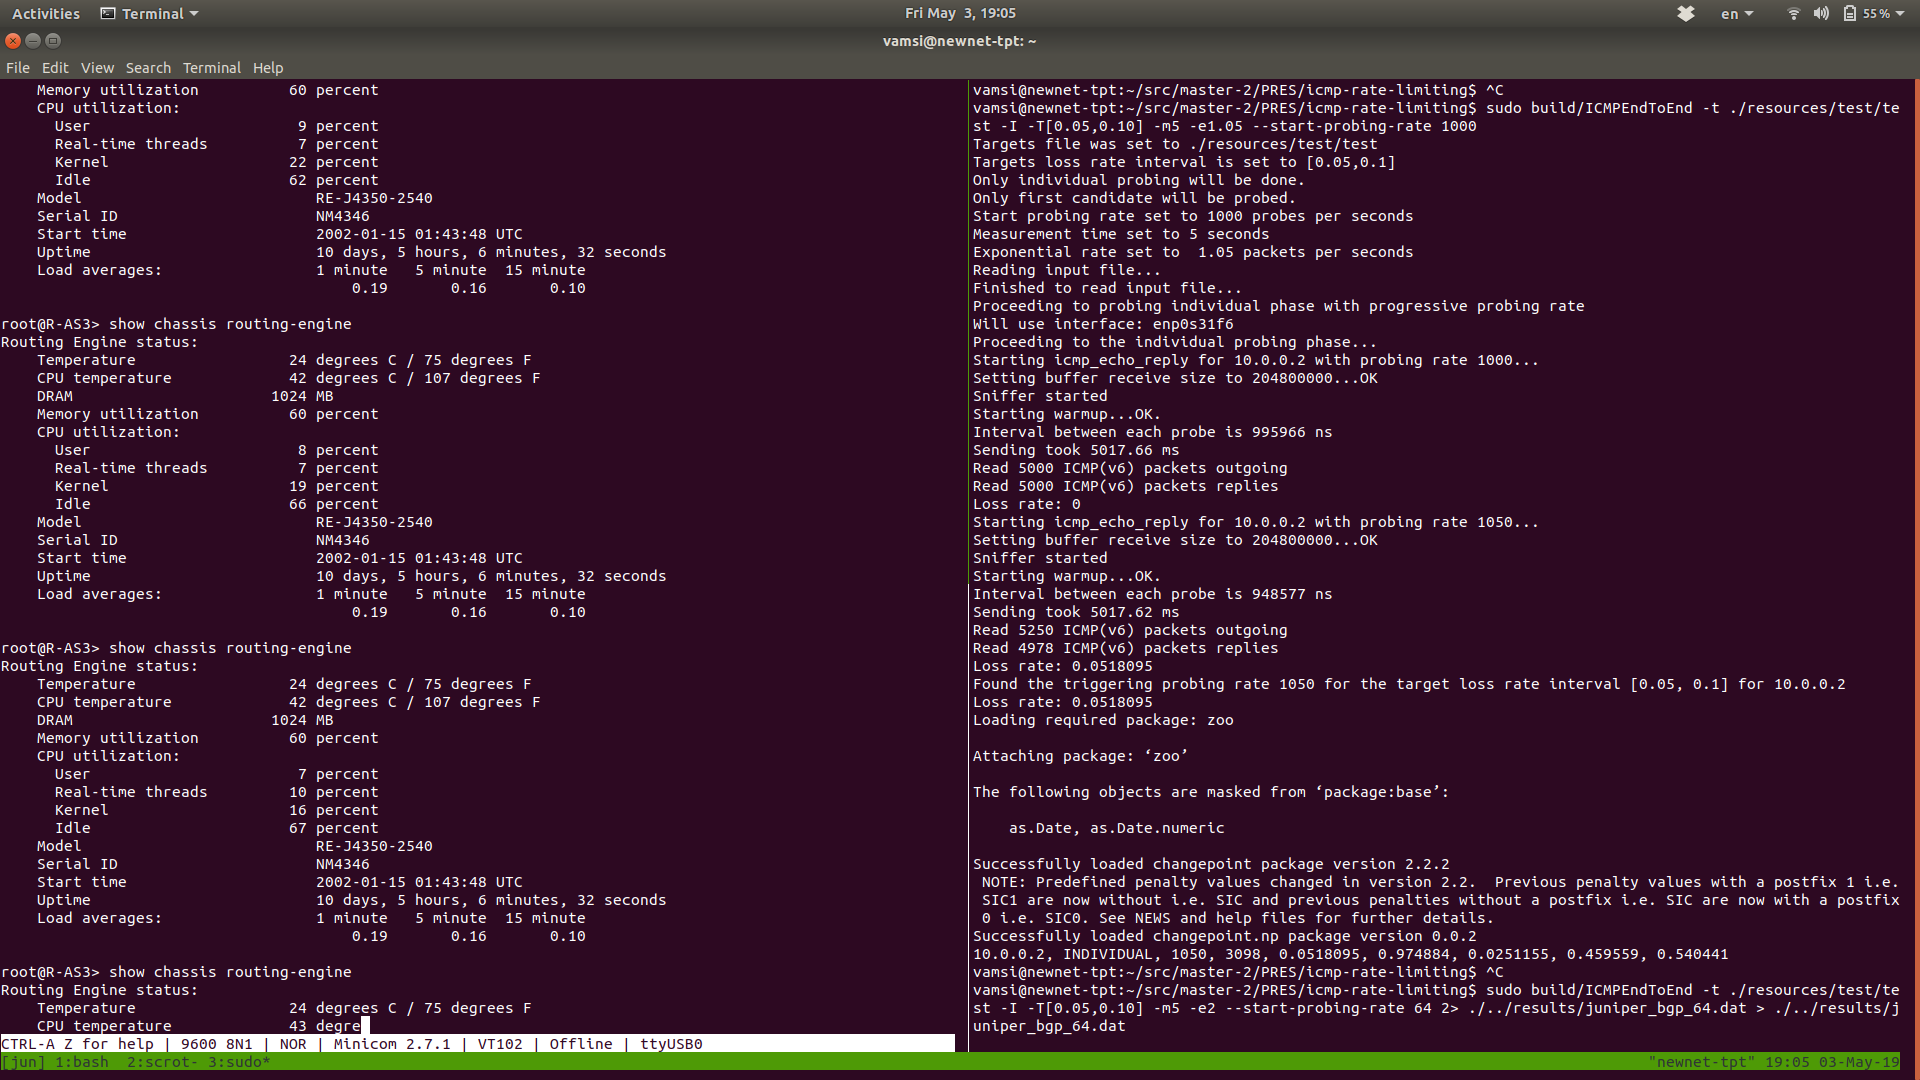 Activities Terminal Fri May 3, 19:05 en 55%
vamsi@newnet-tpt: ~
File Edit View Search Terminal Help
Memory utilization 60 percent
CPU utilization:
User 9 percent
Real-time threads 7 percent
Kernel 22 percent
Idle 62 percent
Model RE-J4350-2540
Serial ID NM4346
Start time 2002-01-15 01:43:48 UTC
Uptime 10 days, 5 hours, 6 minutes, 32 seconds
Load averages: 1 minute 5 minute 15 minute
0.19 0.16 0.10
root@R-AS3> show chassis routing-engine
Routing Engine status:
Temperature 24 degrees C / 75 degrees F
CPU temperature 42 degrees C / 107 degrees F
DRAM 1024 MB
Memory utilization 60 percent
CPU utilization:
User 8 percent
Real-time threads 7 percent
Kernel 19 percent
Idle 66 percent
Model RE-J4350-2540
Serial ID NM4346
Start time 2002-01-15 01:43:48 UTC
Uptime 10 days, 5 hours, 6 minutes, 32 seconds
Load averages: 1 minute 5 minute 15 minute
0.19 0.16 0.10
root@R-AS3> show chassis routing-engine
Routing Engine status:
Temperature 24 degrees C / 75 degrees F
CPU temperature 42 degrees C / 107 degrees F
DRAM 1024 MB
Memory utilization 60 percent
CPU utilization:
User 7 percent
Real-time threads 10 percent
Kernel 16 percent
Idle 67 percent
Model RE-J4350-2540
Serial ID NM4346
Start time 2002-01-15 01:43:48 UTC
Uptime 10 days, 5 hours, 6 minutes, 32 seconds
Load averages: 1 minute 5 minute 15 minute
0.19 0.16 0.10
root@R-AS3> show chassis routing-engine
Routing Engine status:
Temperature 24 degrees C / 75 degrees F
CPU temperature 43 degre
CTRL-A Z for help | 9600 8N1 | NOR | Minicom 2.7.1 | VT102 | Offline | ttyUSB0
vamsi@newnet-tpt:~/src/master-2/PRES/icmp-rate-limiting$ ^C
vamsi@newnet-tpt:~/src/master-2/PRES/icmp-rate-limiting$ sudo build/ICMPEndToEnd -t ./resources/test/te
st -I -T[0.05,0.10] -m5 -e1.05 --start-probing-rate 1000
Targets file was set to ./resources/test/test
Targets loss rate interval is set to [0.05,0.1]
Only individual probing will be done.
Only first candidate will be probed.
Start probing rate set to 1000 probes per seconds
Measurement time set to 5 seconds
Exponential rate set to  1.05 packets per seconds
Reading input file...
Finished to read input file...
Proceeding to probing individual phase with progressive probing rate
Will use interface: enp0s31f6
Proceeding to the individual probing phase...
Starting icmp_echo_reply for 10.0.0.2 with probing rate 1000...
Setting buffer receive size to 204800000...OK
Sniffer started
Starting warmup...OK.
Interval between each probe is 995966 ns
Sending took 5017.66 ms
Read 5000 ICMP(v6) packets outgoing
Read 5000 ICMP(v6) packets replies
Loss rate: 0
Starting icmp_echo_reply for 10.0.0.2 with probing rate 1050...
Setting buffer receive size to 204800000...OK
Sniffer started
Starting warmup...OK.
Interval between each probe is 948577 ns
Sending took 5017.62 ms
Read 5250 ICMP(v6) packets outgoing
Read 4978 ICMP(v6) packets replies
Loss rate: 0.0518095
Found the triggering probing rate 1050 for the target loss rate interval [0.05, 0.1] for 10.0.0.2
Loss rate: 0.0518095
Loading required package: zoo
Attaching package: ‘zoo’
The following objects are masked from ‘package:base’:
as.Date, as.Date.numeric
Successfully loaded changepoint package version 2.2.2
NOTE: Predefined penalty values changed in version 2.2.  Previous penalty values with a postfix 1 i.e.
SIC1 are now without i.e. SIC and previous penalties without a postfix i.e. SIC are now with a postfix
0 i.e. SIC0. See NEWS and help files for further details.
Successfully loaded changepoint.np package version 0.0.2
10.0.0.2, INDIVIDUAL, 1050, 3098, 0.0518095, 0.974884, 0.0251155, 0.459559, 0.540441
vamsi@newnet-tpt:~/src/master-2/PRES/icmp-rate-limiting$ ^C
vamsi@newnet-tpt:~/src/master-2/PRES/icmp-rate-limiting$ sudo build/ICMPEndToEnd -t ./resources/test/te
st -I -T[0.05,0.10] -m5 -e2 --start-probing-rate 64 2> ./../results/juniper_bgp_64.dat > ./../results/j
uniper_bgp_64.dat
[jun] 1:bash  2:scrot- 3:sudo* "newnet-tpt" 19:05 03-May-19